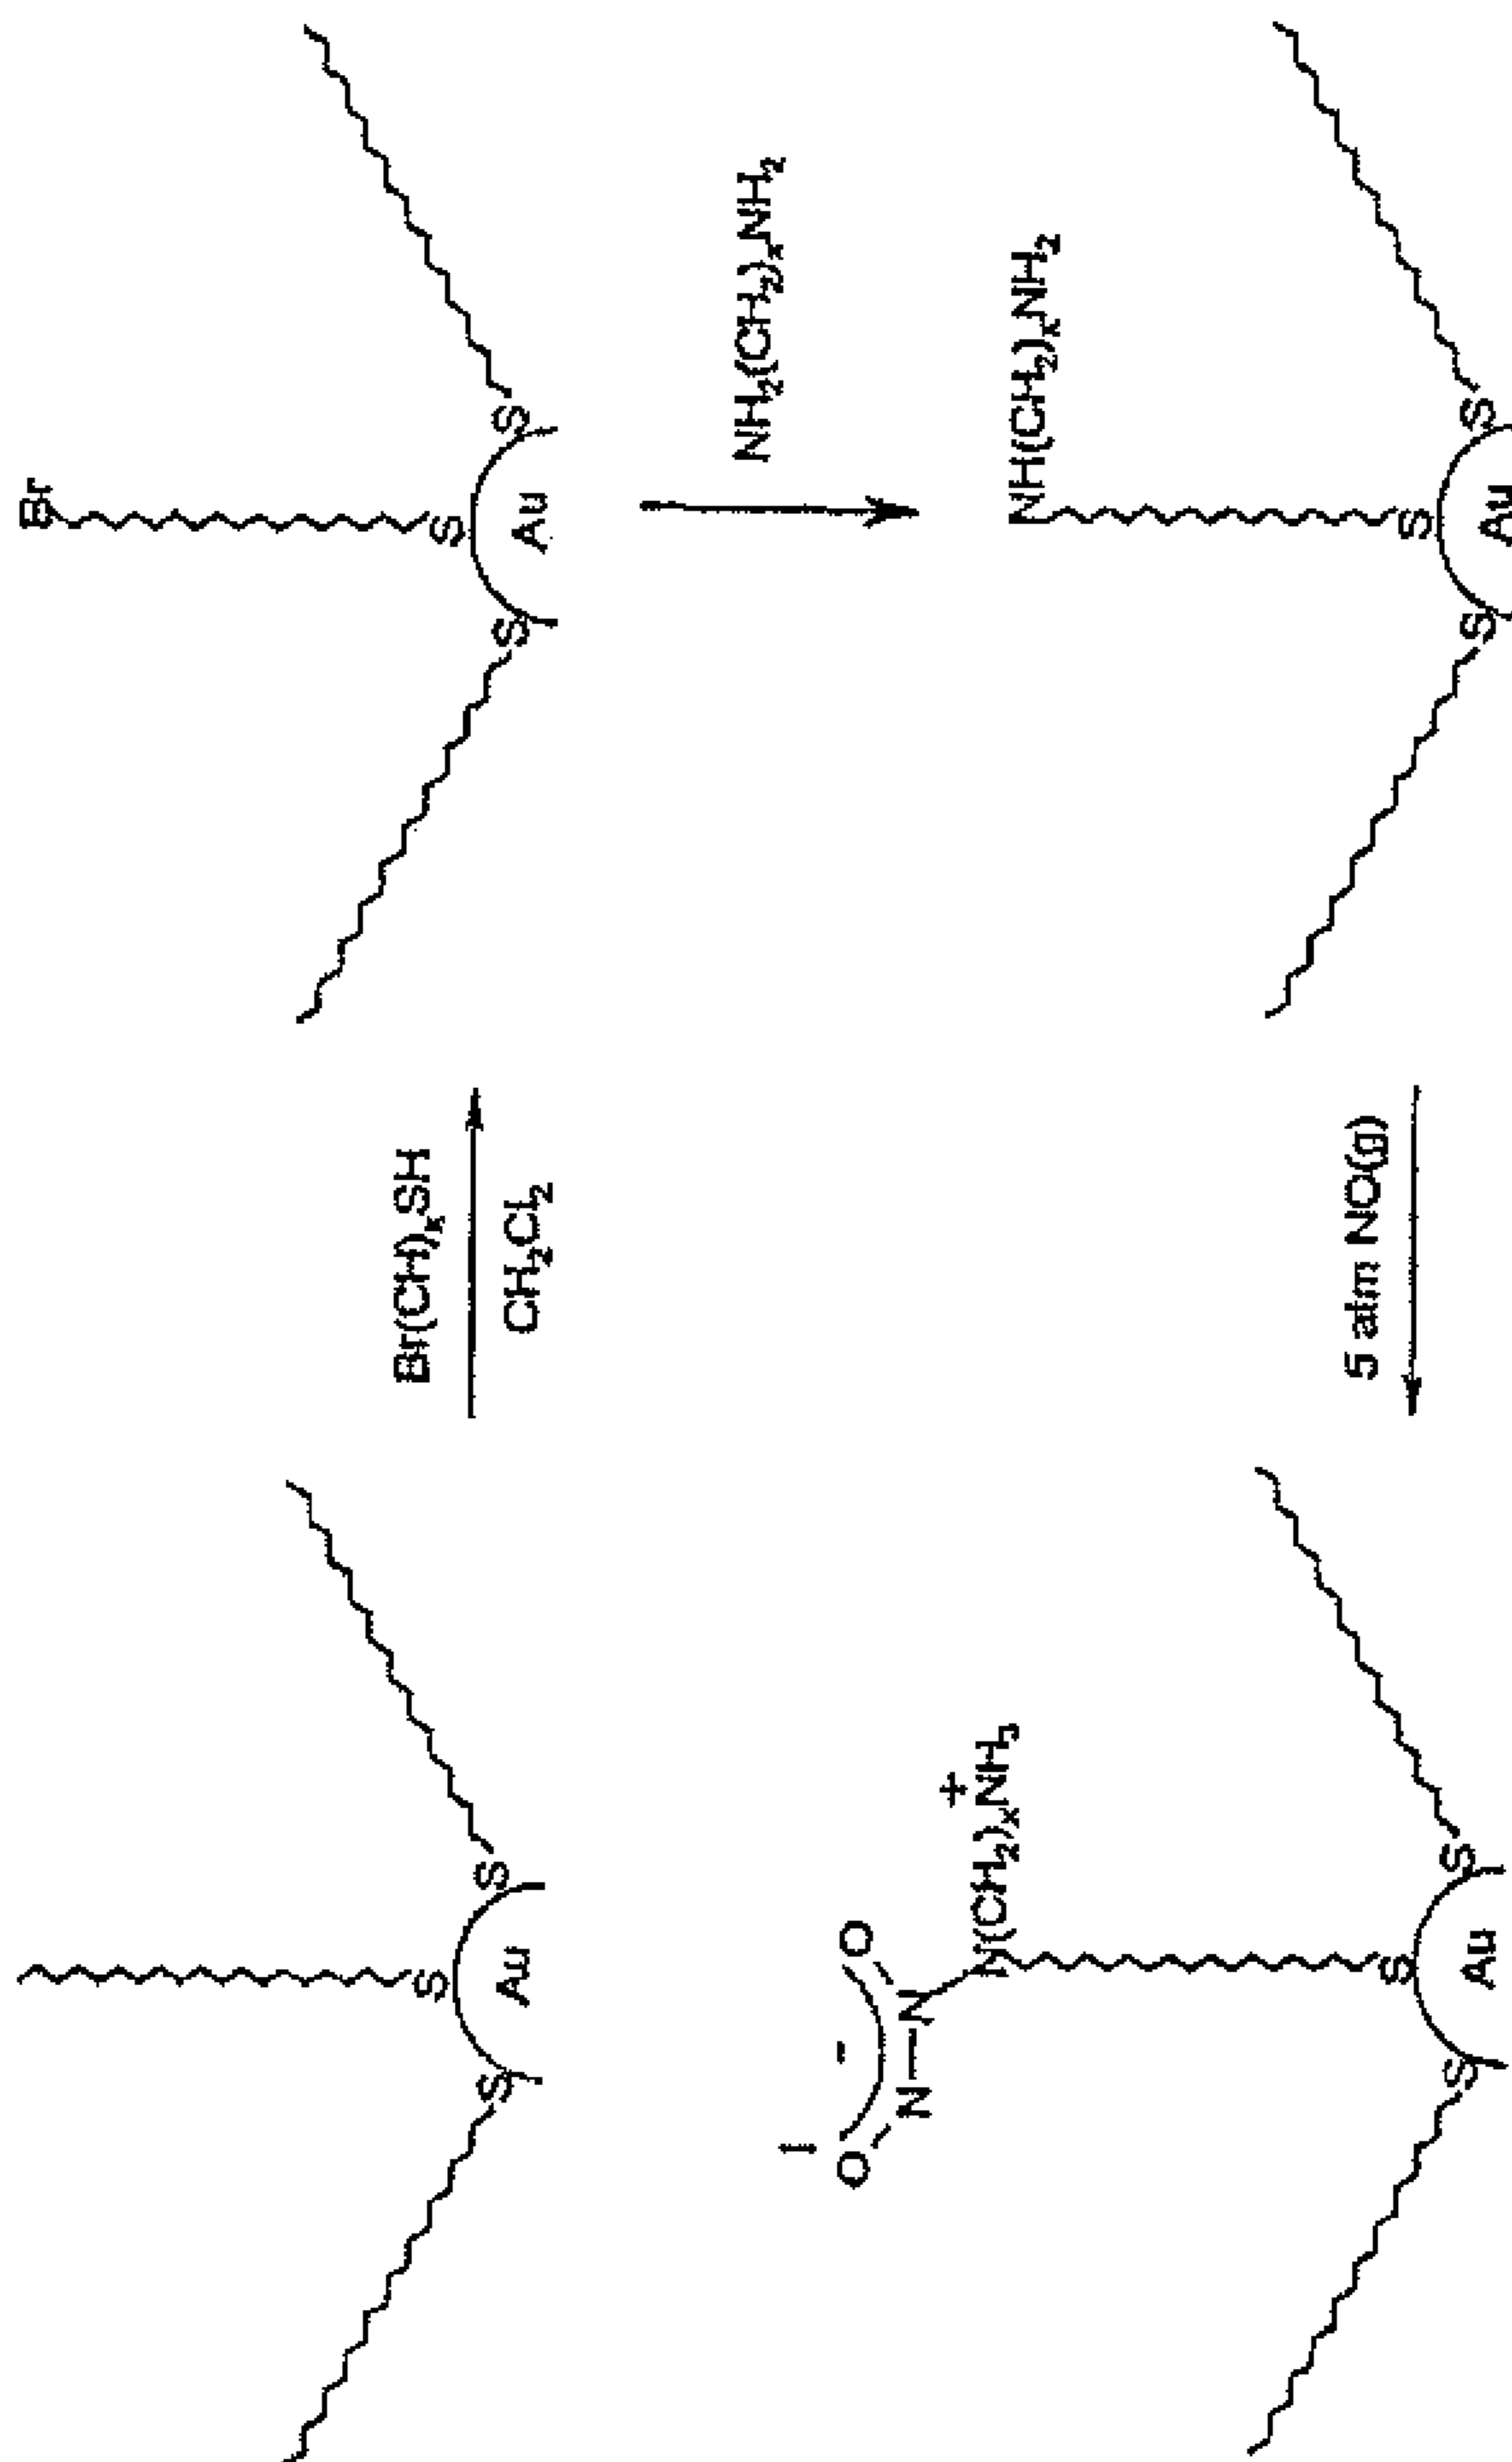 S
S
S
Au
Br(CH)ₓSH
CH₂Cl₂
Br
S
S
S
Au
NH₂(CH₂)ₓNH₂
NH(CH₂)ₓNH₂
S
S
S
Au
5 atm NO(g)
-
O O
N—N
+
N(CH₂)ₓNH₃
S
S
S
Au